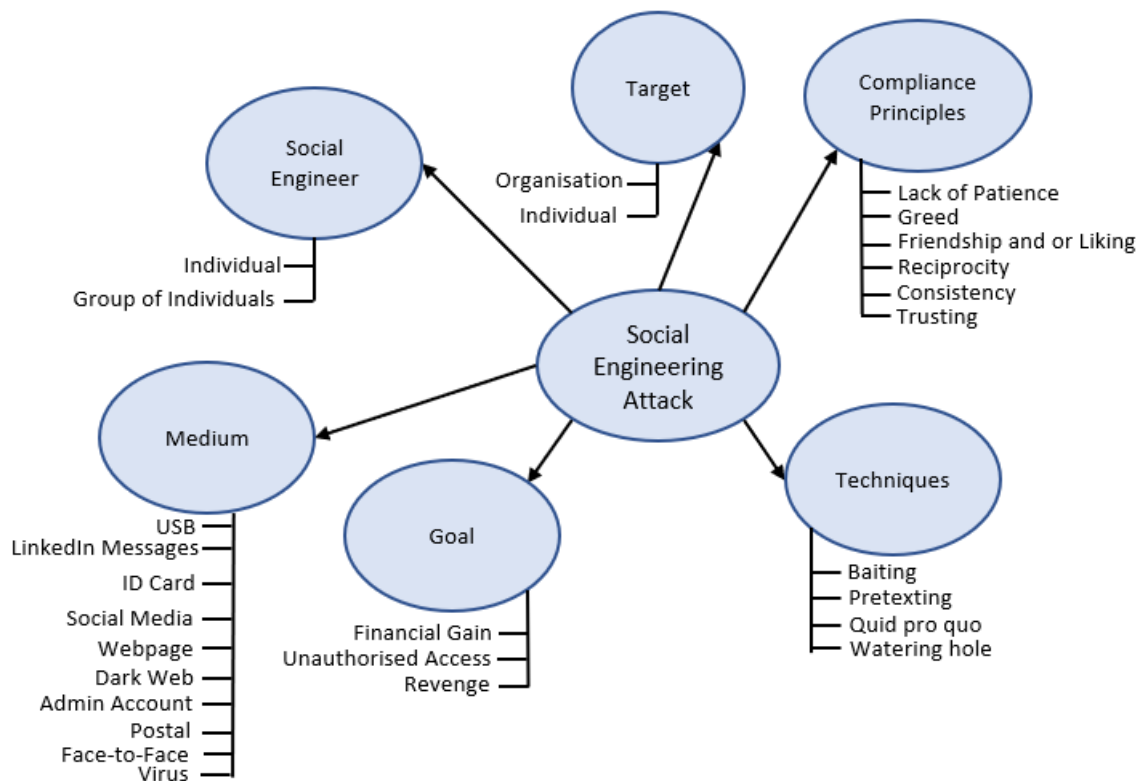 Target
Compliance
Principles
Social
Engineer
Organisation
Individual
Lack of Patience
Greed
Friendship and or Liking
Reciprocity
Consistency
Trusting
Individual
Group of Individuals
Social
Engineering
Attack
Medium
Goal
Techniques
USB
LinkedIn Messages
ID Card
Social Media
Webpage
Dark Web
Admin Account
Postal
Face-to-Face
Virus
Financial Gain
Unauthorised Access
Revenge
Baiting
Pretexting
Quid pro quo
Watering hole